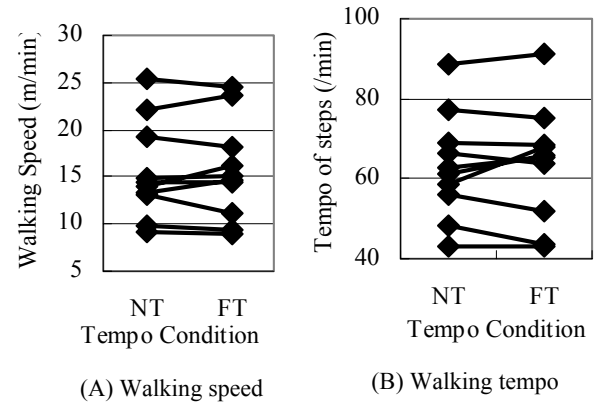 Walking Speed (m/min)
30
25
20
15
10
5
NT FT
Tempo Condition
(A) Walking speed
Tempo of steps (/min)
100
80
60
40
NT FT
Tempo Condition
(B) Walking tempo